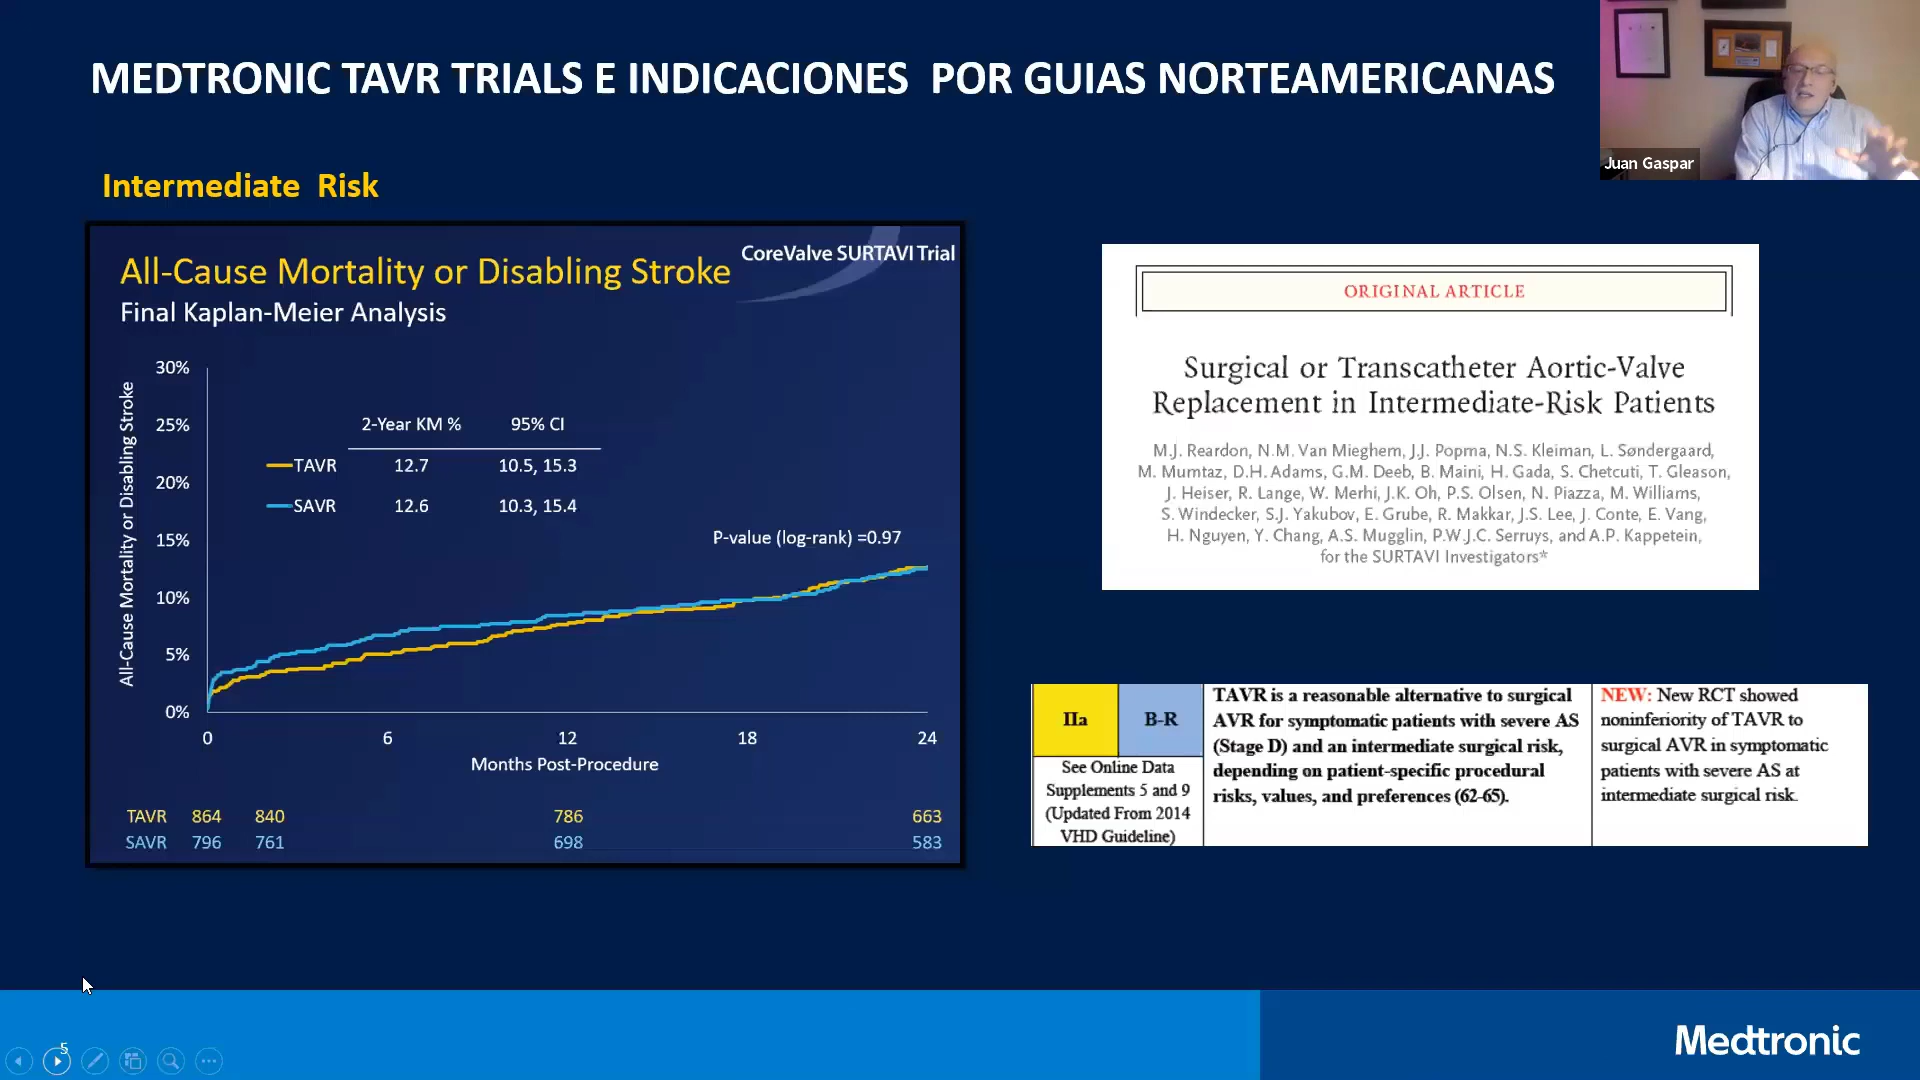 MEDTRONIC TAVR TRIALS E INDICACIONES POR GUIAS NORTEAMERICANAS
Juan Gaspar
Intermediate Risk
CoreValve SURTAVI Trial
All-Cause Mortality or Disabling Stroke
Final Kaplan-Meier Analysis
All-Cause Mortality or Disabling Stroke
30%
25%
20%
15%
10%
5%
0%
2-Year KM % 95% CI
TAVR 12.7 10.5, 15.3
SAVR 12.6 10.3, 15.4
P-value (log-rank) =0.97
0 6 12 18 24
Months Post-Procedure
TAVR 864 840 786 663
SAVR 796 761 698 583
ORIGINAL ARTICLE
Surgical or Transcatheter Aortic-Valve
Replacement in Intermediate-Risk Patients
M.J. Reardon, N.M. Van Mieghem, J.J. Popma, N.S. Kleiman, L. Søndergaard,
M. Mumtaz, D.H. Adams, G.M. Deeb, B. Maini, H. Gada, S. Chetcuti, T. Gleason,
J. Heiser, R. Lange, W. Merhi, J.K. Oh, P.S. Olsen, N. Piazza, M. Williams,
S. Windecker, S.J. Yakubov, E. Grube, R. Makkar, J.S. Lee, J. Conte, E. Vang,
H. Nguyen, Y. Chang, A.S. Mugglin, P.W.J.C. Serruys, and A.P. Kappetein,
for the SURTAVI Investigators*
IIa B-R
See Online Data
Supplements 5 and 9
(Updated From 2014
VHD Guideline)
TAVR is a reasonable alternative to surgical
AVR for symptomatic patients with severe AS
(Stage D) and an intermediate surgical risk,
depending on patient-specific procedural
risks, values, and preferences (62-65).
NEW: New RCT showed
noninferiority of TAVR to
surgical AVR in symptomatic
patients with severe AS at
intermediate surgical risk.
5
Medtronic